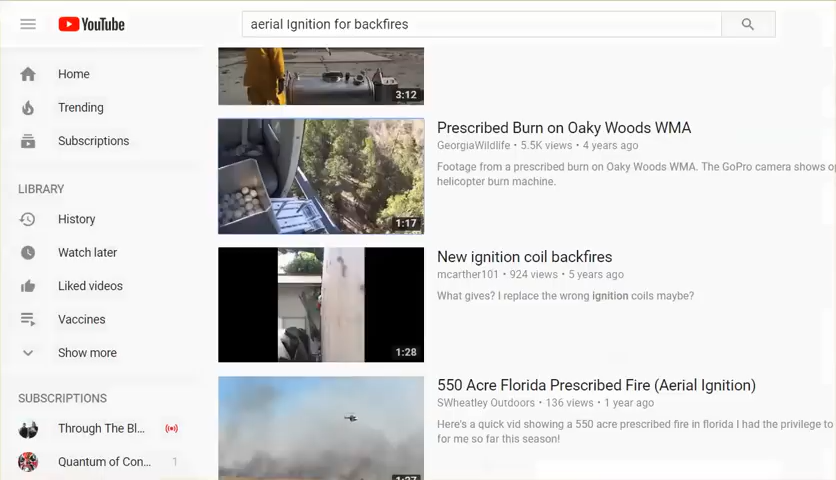 YouTube
aerial Ignition for backfires
Home
Trending
Subscriptions
LIBRARY
History
Watch later
Liked videos
Vaccines
Show more
SUBSCRIPTIONS
Through The Bl...
Quantum of Con... 1
3:12
1:17
Prescribed Burn on Oaky Woods WMA
GeorgiaWildlife • 5.5K views • 4 years ago
Footage from a prescribed burn on Oaky Woods WMA. The GoPro camera shows
helicopter burn machine.
1:28
New ignition coil backfires
mcarther101 • 924 views • 5 years ago
What gives? I replace the wrong ignition coils maybe?
550 Acre Florida Prescribed Fire (Aerial Ignition)
SWheatley Outdoors • 136 views • 1 year ago
Here's a quick vid showing a 550 acre prescribed fire in florida I had the privilege to
for me so far this season!